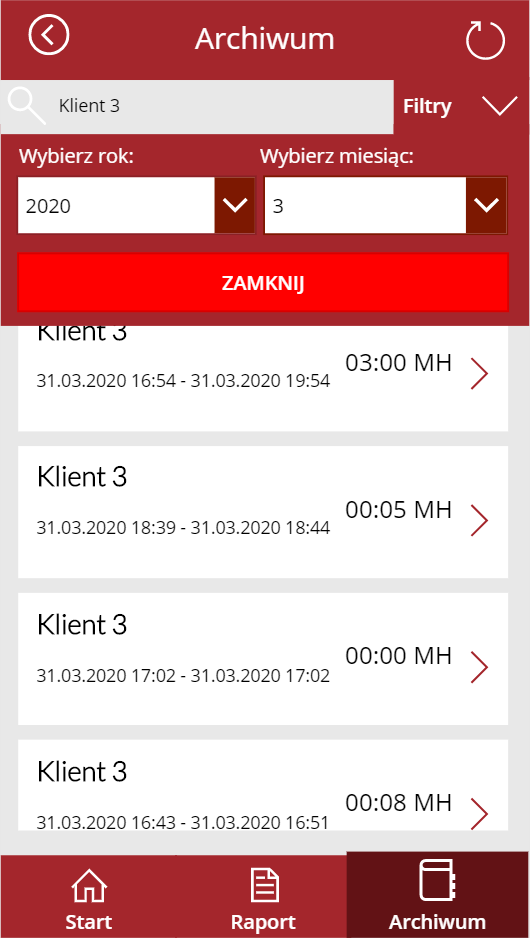 Archiwum
Klient 3
Filtry
Wybierz rok:
Wybierz miesiąc:
2020
3
ZAMKNIJ
Klient 3
03:00 MH
31.03.2020 16:54 - 31.03.2020 19:54
Klient 3
00:05 MH
31.03.2020 18:39 - 31.03.2020 18:44
Klient 3
00:00 MH
31.03.2020 17:02 - 31.03.2020 17:02
Klient 3
00:08 MH
31.03.2020 16:43 - 31.03.2020 16:51
Start
Raport
Archiwum